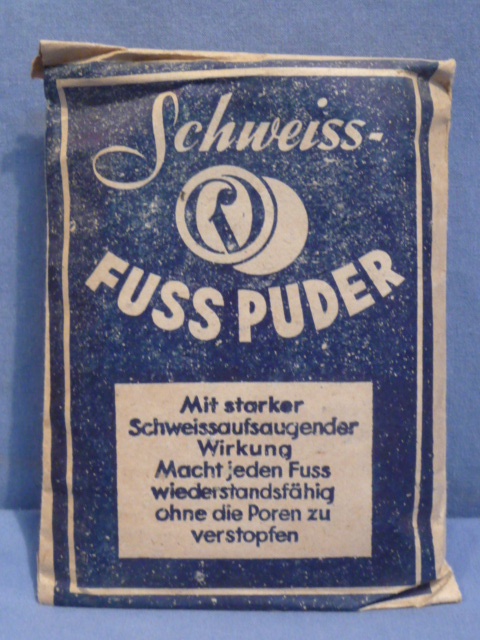 Schweiss-
FUSS PUDER
Mit starker
Schweissaufsaugender
Wirkung
Macht jeden Fuss
wiederstandsfähig
ohne die Poren zu
verstopfen